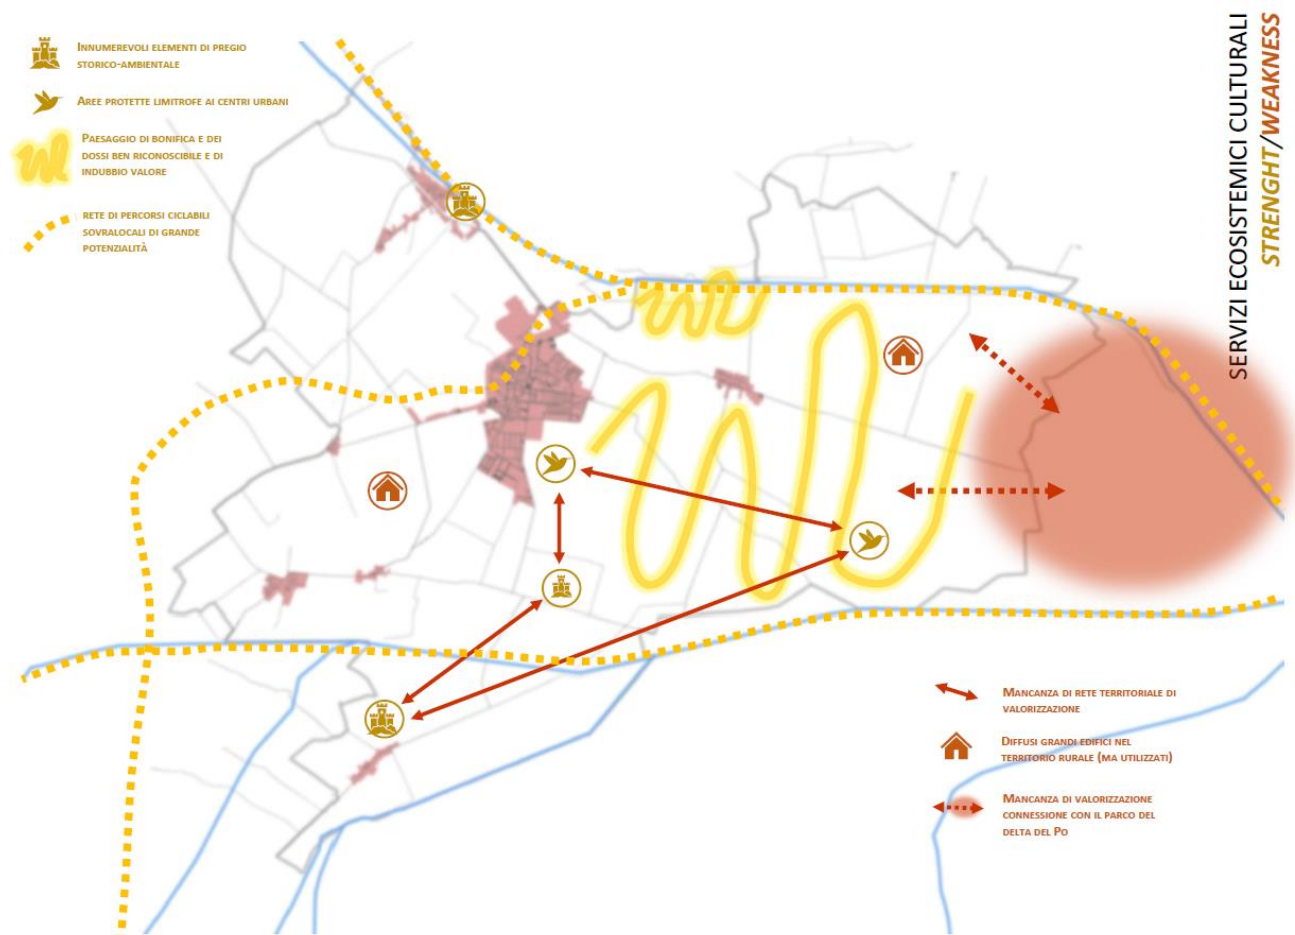 INNUMEREVOLI ELEMENTI DI PREGIO
STORICO-AMBIENTALE
AREE PROTETTE LIMITROFE AI CENTRI URBANI
PAESAGGIO DI BONIFICA E DEI
DOSSI BEN RICONOSCIBILE E DI
INDUBBIO VALORE
RETE DI PERCORSI CICLABILI
SOVRALOCALI DI GRANDE
POTENZIALITÀ
SERVIZI ECOSISTEMICI CULTURALI
STRENGHT/WEAKNESS
MANCANZA DI RETE TERRITORIALE DI
VALORIZZAZIONE
DIFFUSI GRANDI EDIFICI NEL
TERRITORIO RURALE (MA UTILIZZATI)
MANCANZA DI VALORIZZAZIONE
CONNESSIONE CON IL PARCO DEL
DELTA DEL PO